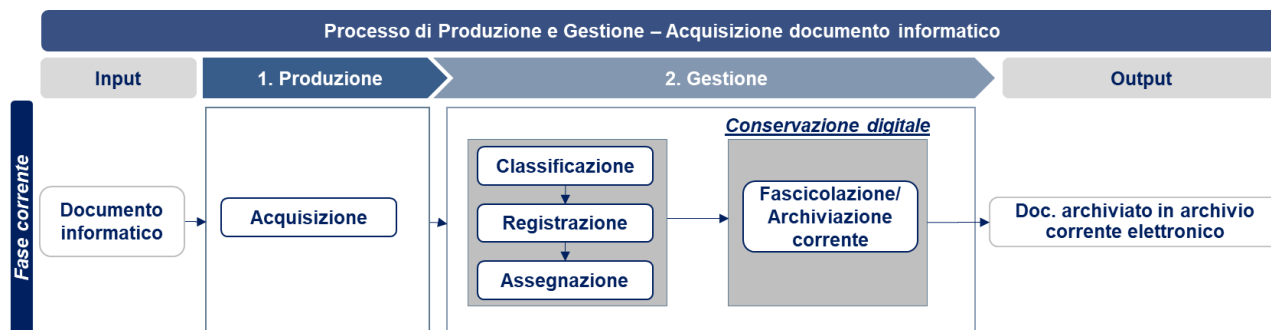 Processo di Produzione e Gestione – Acquisizione documento informatico
Input
1. Produzione
2. Gestione
Output
Fase corrente
Documento
informatico
Acquisizione
Classificazione
Registrazione
Assegnazione
Conservazione digitale
Fascicolazione/
Archiviazione
corrente
Doc. archiviato in archivio
corrente elettronico